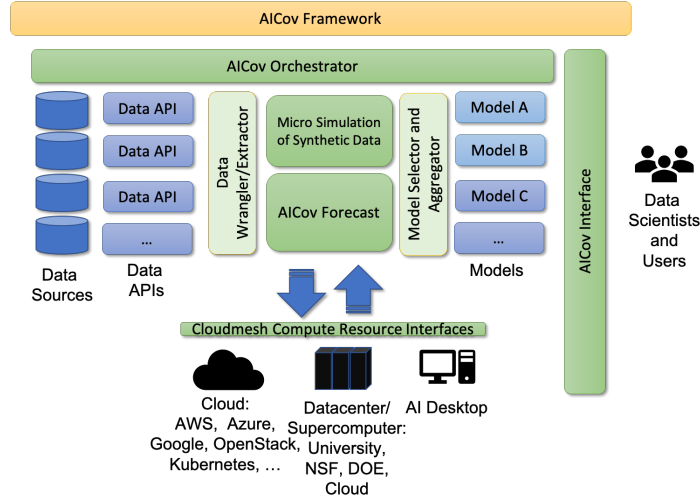 AICov Framework
AICov Orchestrator
Data API
Data API
Data API
...
Data
Sources
Data
APIs
Data
Wrangler/Extractor
Micro Simulation
of Synthetic Data
AICov Forecast
Model Selector and
Aggregator
Model A
Model B
Model C
...
Models
AICov Interface
Data
Scientists
and
Users
Cloudmesh Compute Resource Interfaces
Cloud:
AWS, Azure,
Google, OpenStack,
Kubernetes, ...
Datacenter/
Supercomputer:
University,
NSF, DOE,
Cloud
AI Desktop